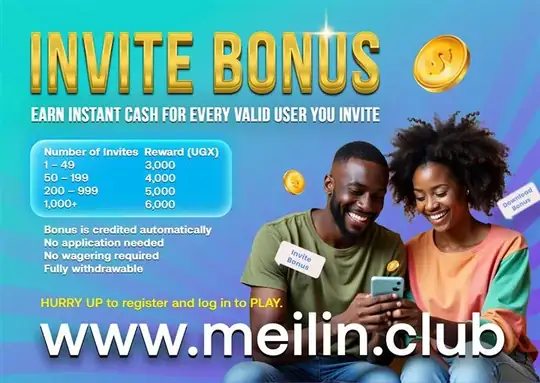 INVITE BONUS
EARN INSTANT CASH FOR EVERY VALID USER YOU INVITE
Number of Invites Reward (UGX)
1 – 49 3,000
50 – 199 4,000
200 – 999 5,000
1,000+ 6,000
Bonus is credited automatically
No application needed
No wagering required
Fully withdrawable
Invite
Bonus
Download
Bonus
HURRY UP to register and log in to PLAY.
www.meilin.club